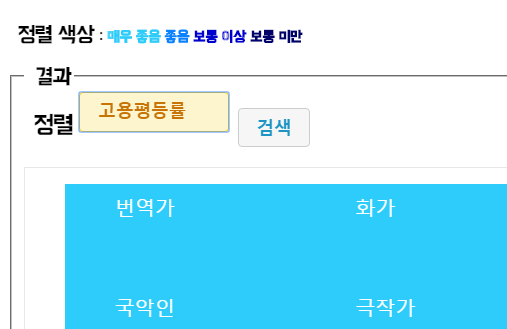 정렬 색상 : 매우 좋음 좋음 보통 이상 보통 미만
결과
정렬 고용평등률 검색
번역가 화가
국악인 극작가